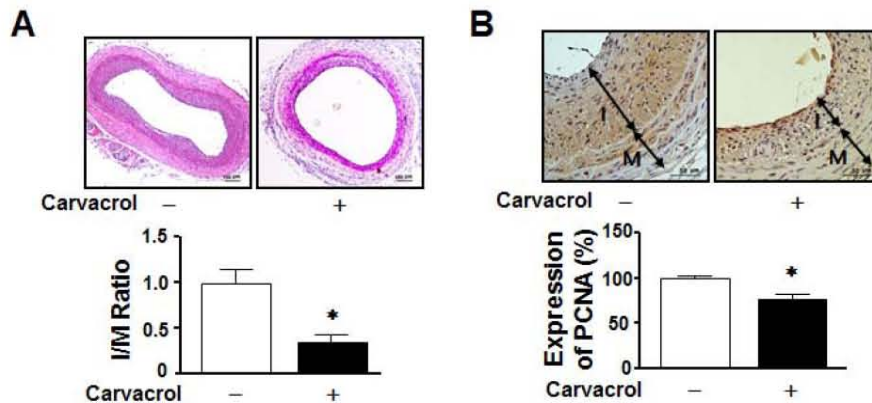 A
Carvacrol − +
I/M Ratio
1.5
1.0
0.5
0
*
Carvacrol − +
B
I
M
I
M
Carvacrol − +
Expression
of PCNA (%)
150
100
50
0
*
Carvacrol − +